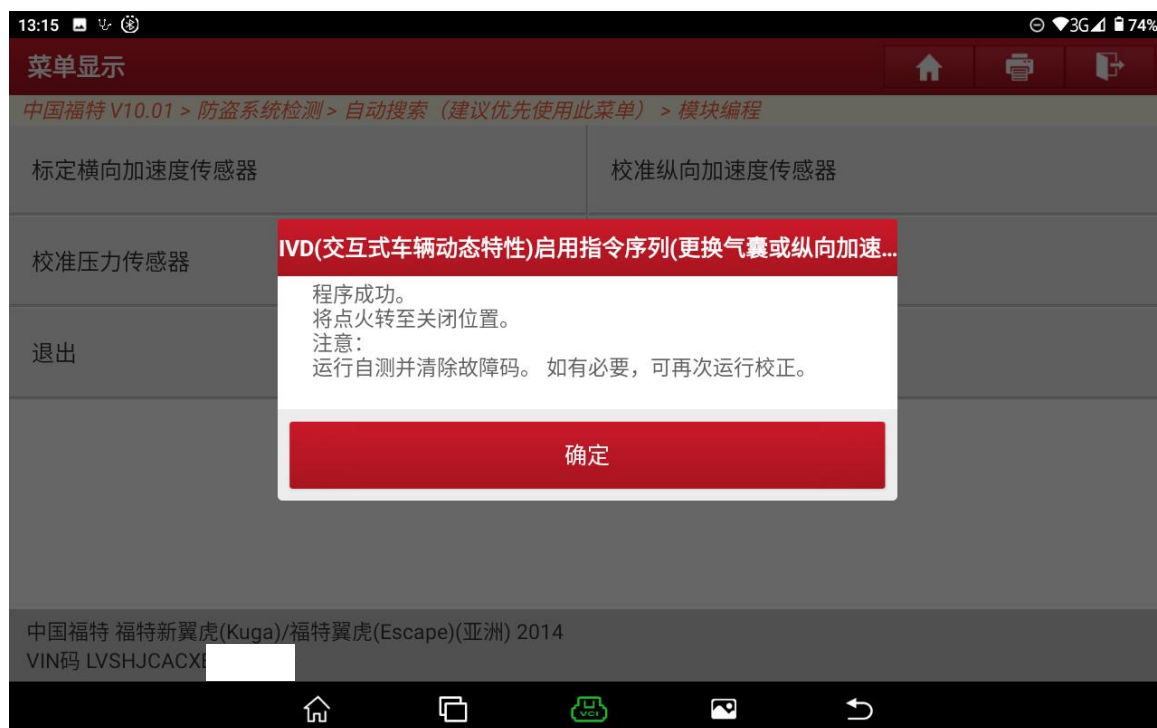 13:15 3G 74%
菜单显示
中国福特 V10.01 > 防盗系统检测 > 自动搜索（建议优先使用此菜单） > 模块编程
标定横向加速度传感器
校准纵向加速度传感器
校准压力传感器
IVD(交互式车辆动态特性)启用指令序列(更换气囊或纵向加速...
程序成功。
将点火转至关闭位置。
注意：
运行自测并清除故障码。 如有必要，可再次运行校正。
确定
退出
中国福特 福特新翼虎(Kuga)/福特翼虎(Escape)(亚洲) 2014
VIN码 LVSHJCACX
VCI